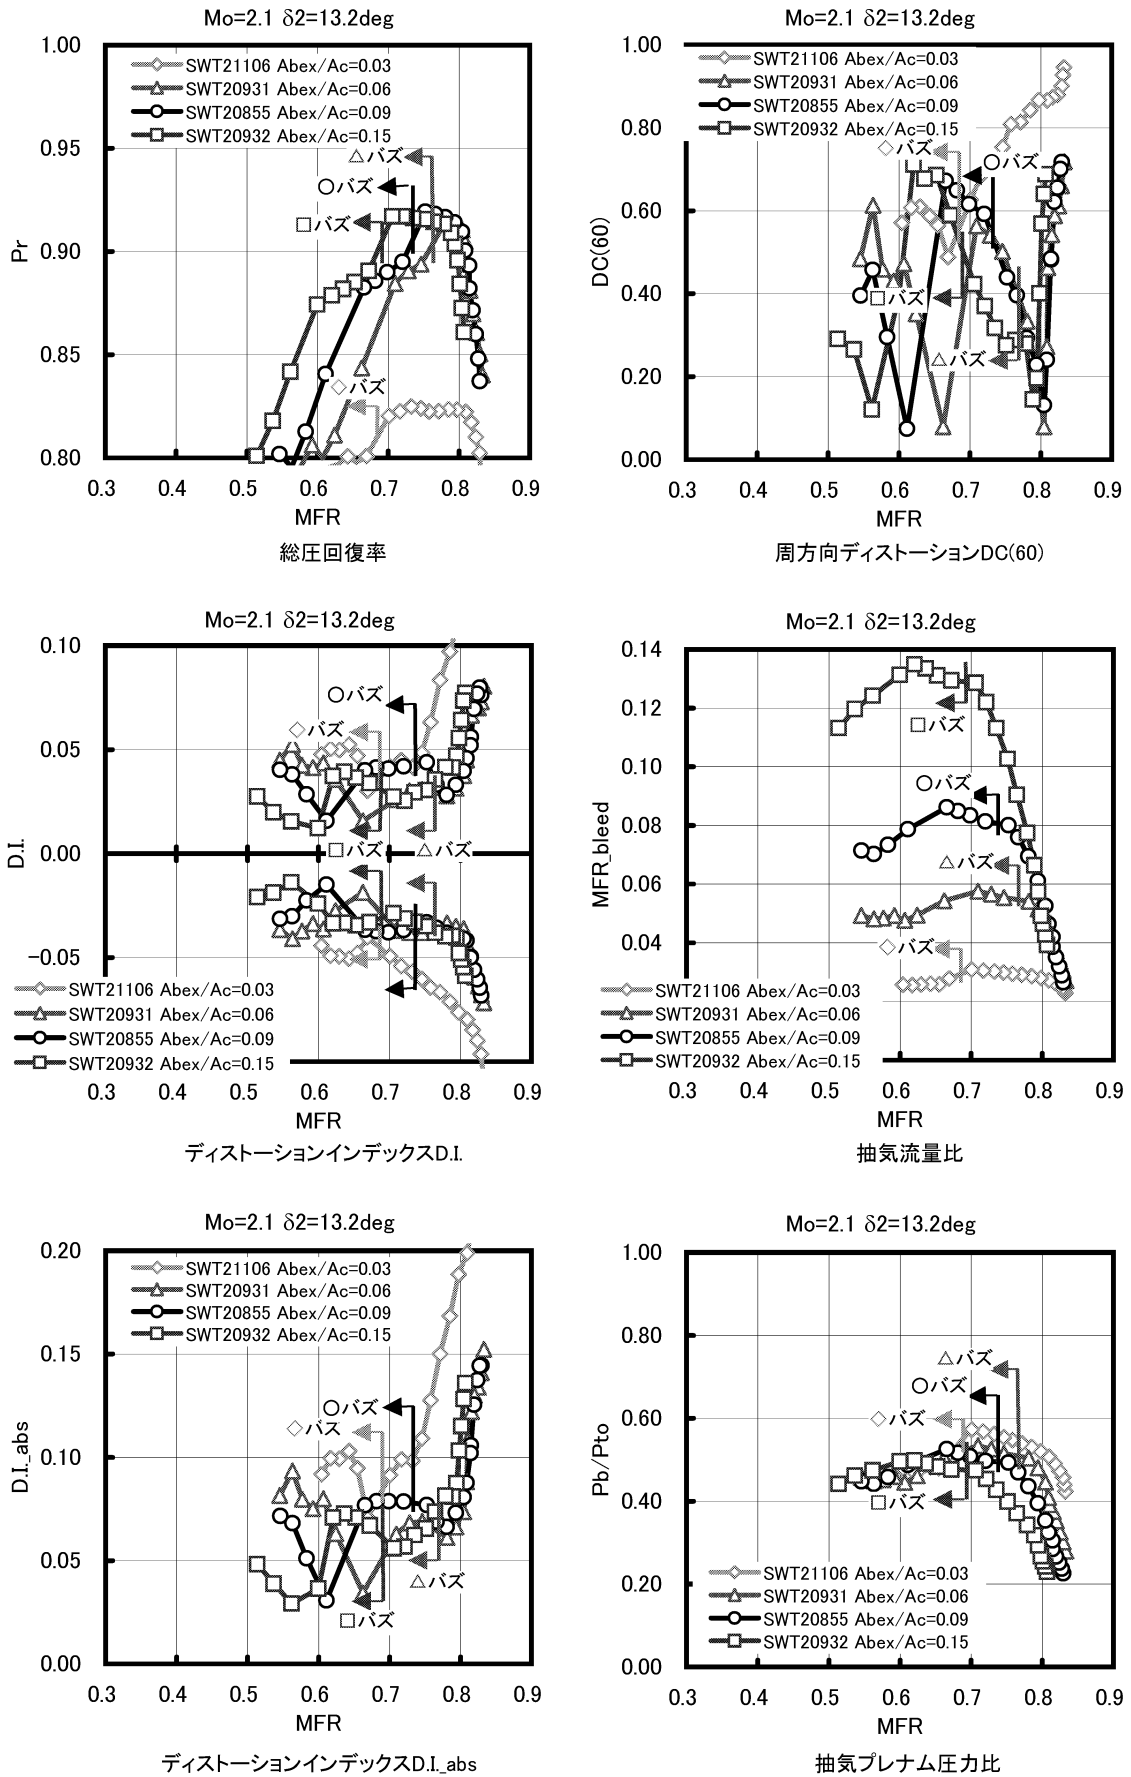 Mo=2.1 δ2=13.2deg
1.00
0.95
0.90
0.85
0.80
Pr
SWT21106 Abex/Ac=0.03
SWT20931 Abex/Ac=0.06
SWT20855 Abex/Ac=0.09
SWT20932 Abex/Ac=0.15
△バズ
○バズ
□バズ
◇バズ
0.3 0.4 0.5 0.6 0.7 0.8 0.9
MFR
総圧回復率
Mo=2.1 δ2=13.2deg
1.00
0.80
0.60
0.40
0.20
0.00
DC(60)
SWT21106 Abex/Ac=0.03
SWT20931 Abex/Ac=0.06
SWT20855 Abex/Ac=0.09
SWT20932 Abex/Ac=0.15
◇バズ
○バズ
□バズ
△バズ
0.3 0.4 0.5 0.6 0.7 0.8 0.9
MFR
周方向ディストーションDC(60)
Mo=2.1 δ2=13.2deg
0.10
0.05
0.00
-0.05
D.I.
○バズ
◇バズ
□バズ
△バズ
SWT21106 Abex/Ac=0.03
SWT20931 Abex/Ac=0.06
SWT20855 Abex/Ac=0.09
SWT20932 Abex/Ac=0.15
0.3 0.4 0.5 0.6 0.7 0.8 0.9
MFR
ディストーションインデックスD.I.
Mo=2.1 δ2=13.2deg
0.14
0.12
0.10
0.08
0.06
0.04
MFR_bleed
□バズ
○バズ
△バズ
◇バズ
SWT21106 Abex/Ac=0.03
SWT20931 Abex/Ac=0.06
SWT20855 Abex/Ac=0.09
SWT20932 Abex/Ac=0.15
0.3 0.4 0.5 0.6 0.7 0.8 0.9
MFR
抽気流量比
Mo=2.1 δ2=13.2deg
0.20
0.15
0.10
0.05
0.00
D.I._abs
SWT21106 Abex/Ac=0.03
SWT20931 Abex/Ac=0.06
SWT20855 Abex/Ac=0.09
SWT20932 Abex/Ac=0.15
○バズ
◇バズ
△バズ
□バズ
0.3 0.4 0.5 0.6 0.7 0.8 0.9
MFR
ディストーションインデックスD.I._abs
Mo=2.1 δ2=13.2deg
1.00
0.80
0.60
0.40
0.20
0.00
Pb/Pto
△バズ
○バズ
◇バズ
□バズ
SWT21106 Abex/Ac=0.03
SWT20931 Abex/Ac=0.06
SWT20855 Abex/Ac=0.09
SWT20932 Abex/Ac=0.15
0.3 0.4 0.5 0.6 0.7 0.8 0.9
MFR
抽気プレナム圧力比